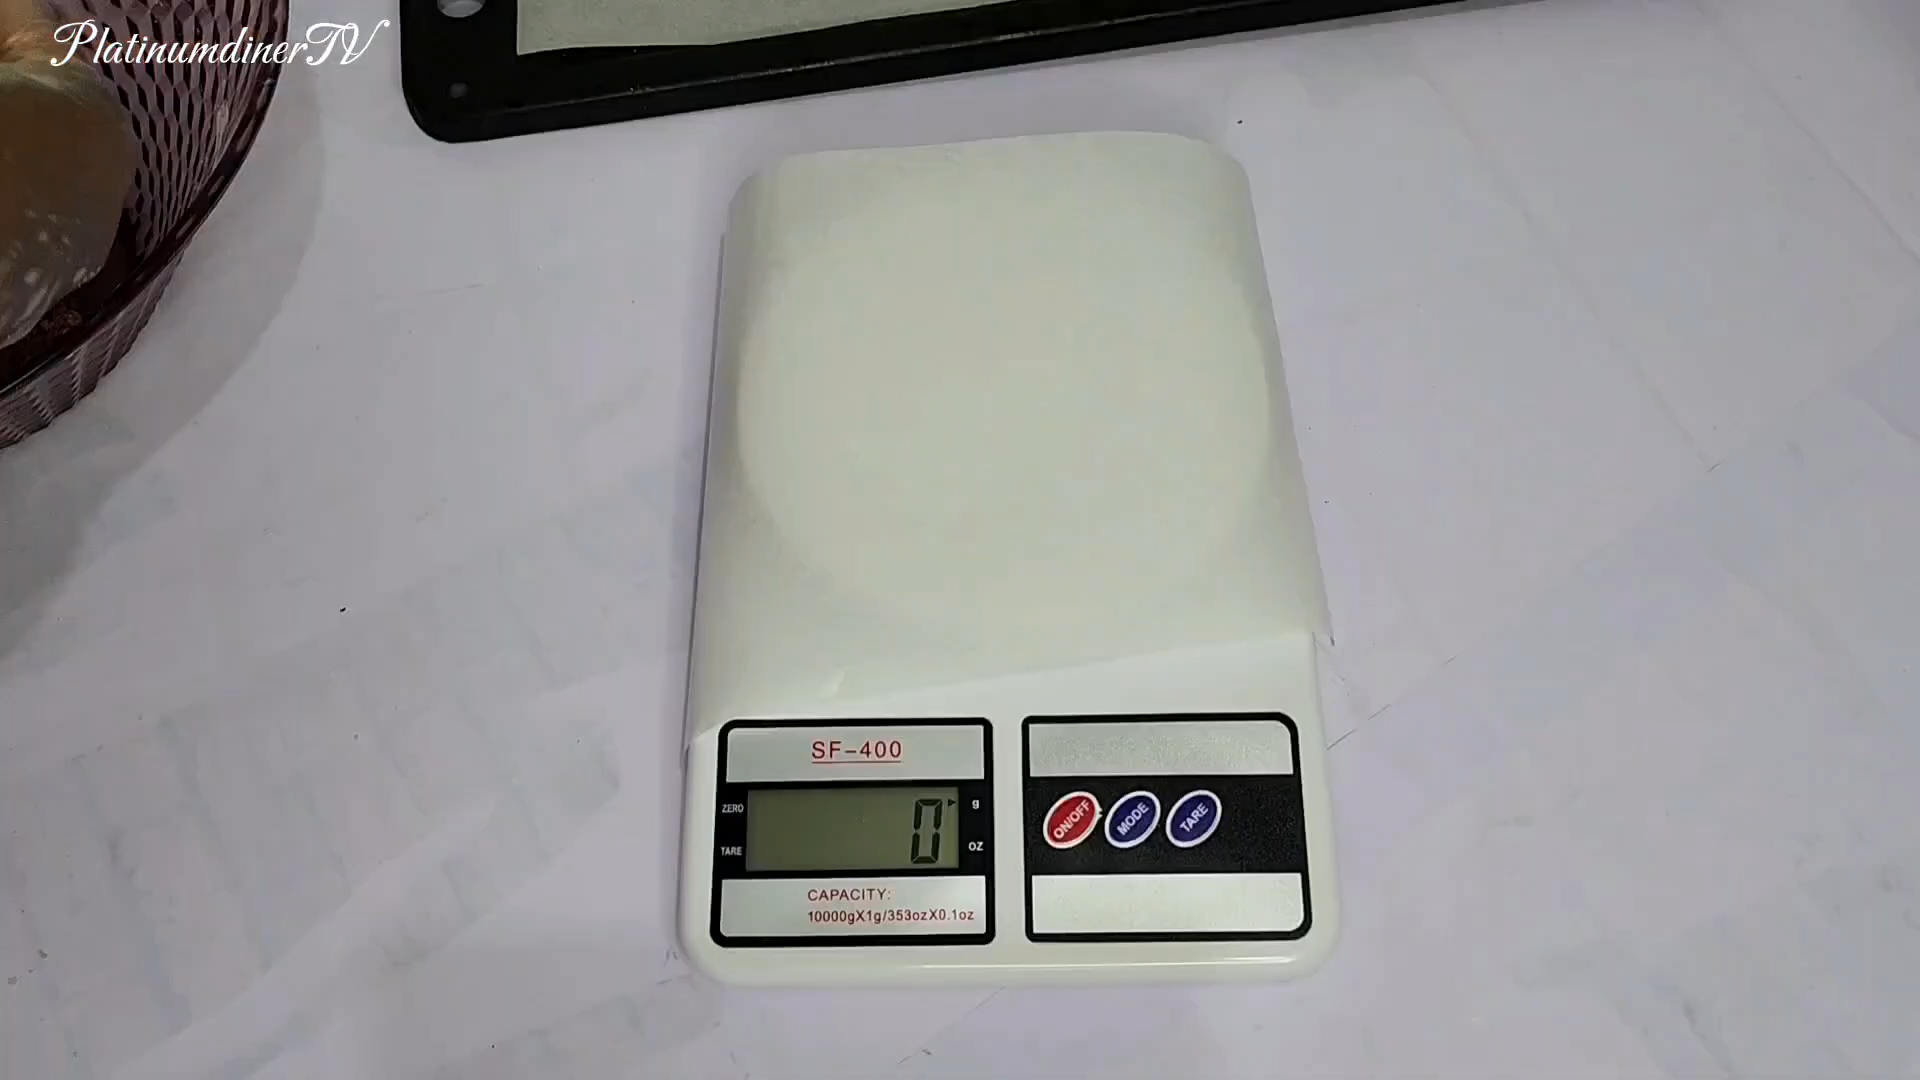 PlatinumdinerTV
SF-400
ZERO
g
TARE
OZ
CAPACITY:
10000gX1g/353ozX0.1oz
0
ON/OFF
MODE
TARE